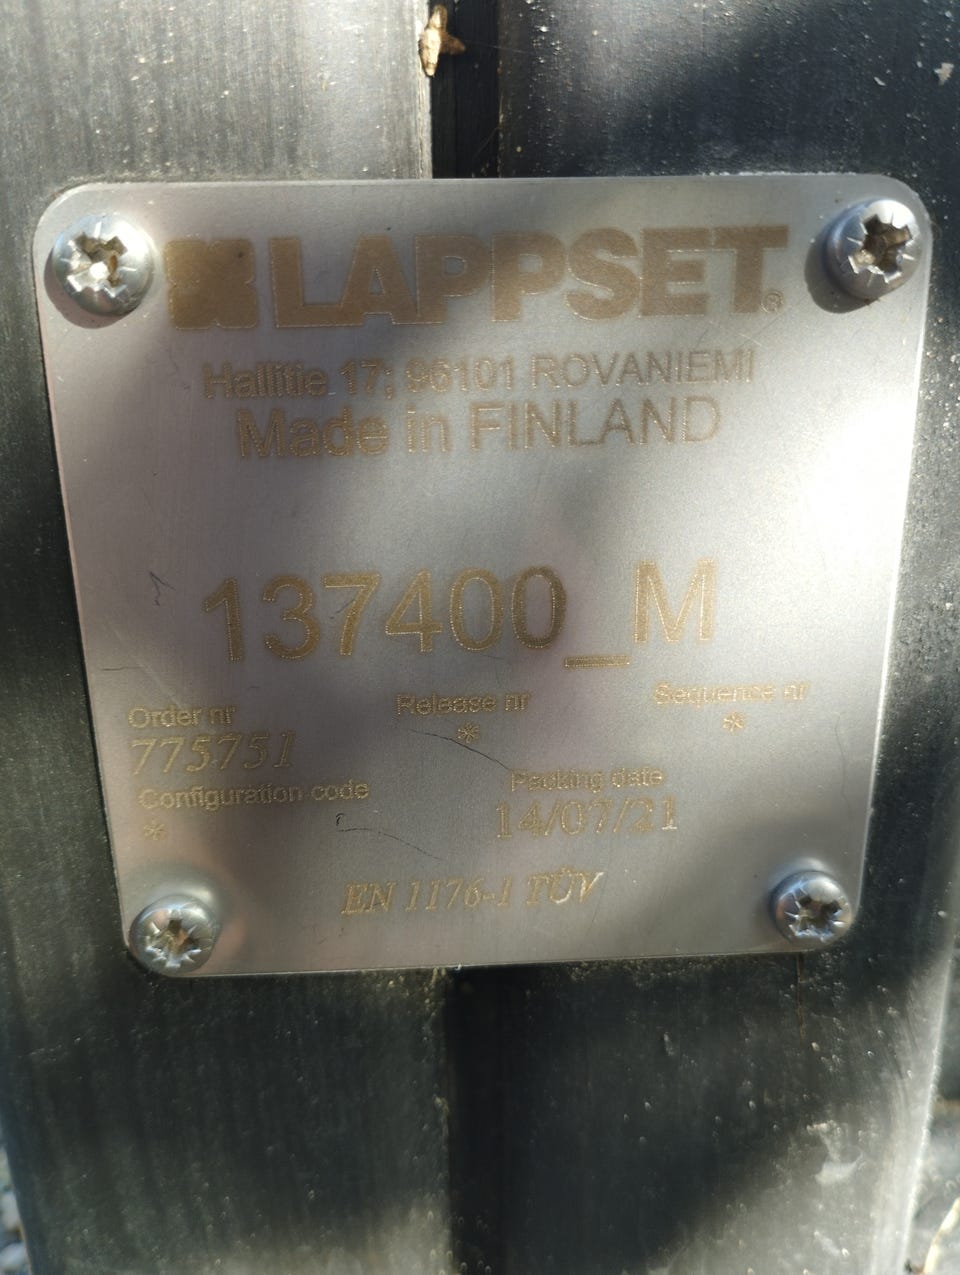 LAPPSET®
Hallitie 17; 96101 ROVANIEMI
Made in FINLAND
137400_M
Order nr
775751
Release nr
*
Sequence nr
*
Configuration code
*
Packing date
14/07/21
EN 1176-1 TÜV